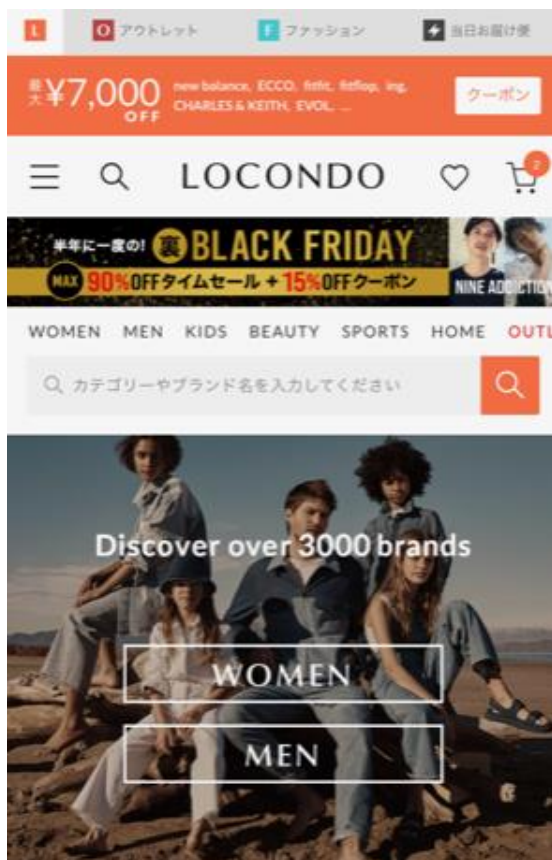 L
O アウトレット
F ファッション
当日お届け便
最大¥7,000 OFF
new balance, ECCO, fitfit, fitflop, ing,
CHARLES & KEITH, EVOL, ...
クーポン
LOCONDO
2
半年に一度の! 裏 BLACK FRIDAY
MAX 90%OFFタイムセール + 15%OFFクーポン
NINE ADDICTION
WOMEN MEN KIDS BEAUTY SPORTS HOME OUTL
カテゴリーやブランド名を入力してください
Discover over 3000 brands
WOMEN
MEN